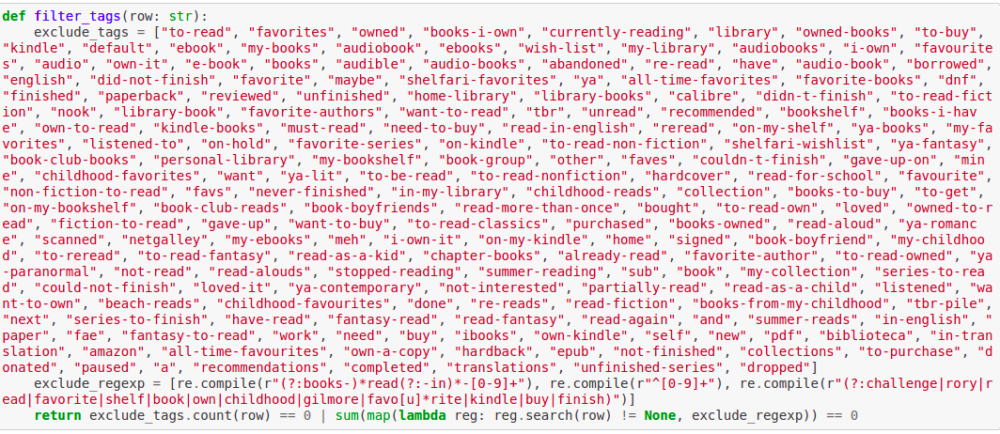 def filter_tags(row: str):
    exclude_tags = ["to-read", "favorites", "owned", "books-i-own", "currently-reading", "library", "owned-books", "to-buy",
"kindle", "default", "ebook", "my-books", "audiobook", "ebooks", "wish-list", "my-library", "audiobooks", "i-own", "favourite
s", "audio", "own-it", "e-book", "books", "audible", "audio-books", "abandoned", "re-read", "have", "audio-book", "borrowed",
"english", "did-not-finish", "favorite", "maybe", "shelfari-favorites", "ya", "all-time-favorites", "favorite-books", "dnf",
"finished", "paperback", "reviewed", "unfinished", "home-library", "library-books", "calibre", "didn-t-finish", "to-read-fict
ion", "nook", "library-book", "favorite-authors", "want-to-read", "tbr", "unread", "recommended", "bookshelf", "books-i-hav
e", "own-to-read", "kindle-books", "must-read", "need-to-buy", "read-in-english", "reread", "on-my-shelf", "ya-books", "my-fa
vorites", "listened-to", "on-hold", "favorite-series", "on-kindle", "to-read-non-fiction", "shelfari-wishlist", "ya-fantasy",
"book-club-books", "personal-library", "my-bookshelf", "book-group", "other", "faves", "couldn-t-finish", "gave-up-on", "min
e", "childhood-favorites", "want", "ya-lit", "to-be-read", "to-read-nonfiction", "hardcover", "read-for-school", "favourite",
"non-fiction-to-read", "favs", "never-finished", "in-my-library", "childhood-reads", "collection", "books-to-buy", "to-get",
"on-my-bookshelf", "book-club-reads", "book-boyfriends", "read-more-than-once", "bought", "to-read-own", "loved", "owned-to-r
ead", "fiction-to-read", "gave-up", "want-to-buy", "to-read-classics", "purchased", "books-owned", "read-aloud", "ya-romanc
e", "scanned", "netgalley", "my-ebooks", "meh", "i-own-it", "on-my-kindle", "home", "signed", "book-boyfriend", "my-childhoo
d", "to-reread", "to-read-fantasy", "read-as-a-kid", "chapter-books", "already-read", "favorite-author", "to-read-owned", "ya
-paranormal", "not-read", "read-alouds", "stopped-reading", "summer-reading", "sub", "book", "my-collection", "series-to-rea
d", "could-not-finish", "loved-it", "ya-contemporary", "not-interested", "partially-read", "read-as-a-child", "listened", "wa
nt-to-own", "beach-reads", "childhood-favourites", "done", "re-reads", "read-fiction", "books-from-my-childhood", "tbr-pile",
"next", "series-to-finish", "have-read", "fantasy-read", "read-fantasy", "read-again", "and", "summer-reads", "in-english", "
paper", "fae", "fantasy-to-read", "work", "need", "buy", "ibooks", "own-kindle", "self", "new", "pdf", "biblioteca", "in-tran
slation", "amazon", "all-time-favourites", "own-a-copy", "hardback", "epub", "not-finished", "collections", "to-purchase", "d
onated", "paused", "a", "recommendations", "completed", "translations", "unfinished-series", "dropped"]
    exclude_regexp = [re.compile(r"(?:books-)*read(?:-in)*-[0-9]+"), re.compile(r"^[0-9]+"), re.compile(r"(?:challenge|rory|r
ead|favorite|shelf|book|own|childhood|gilmore|favo[u]*rite|kindle|buy|finish)")]
    return exclude_tags.count(row) == 0 | sum(map(lambda reg: reg.search(row) != None, exclude_regexp)) == 0